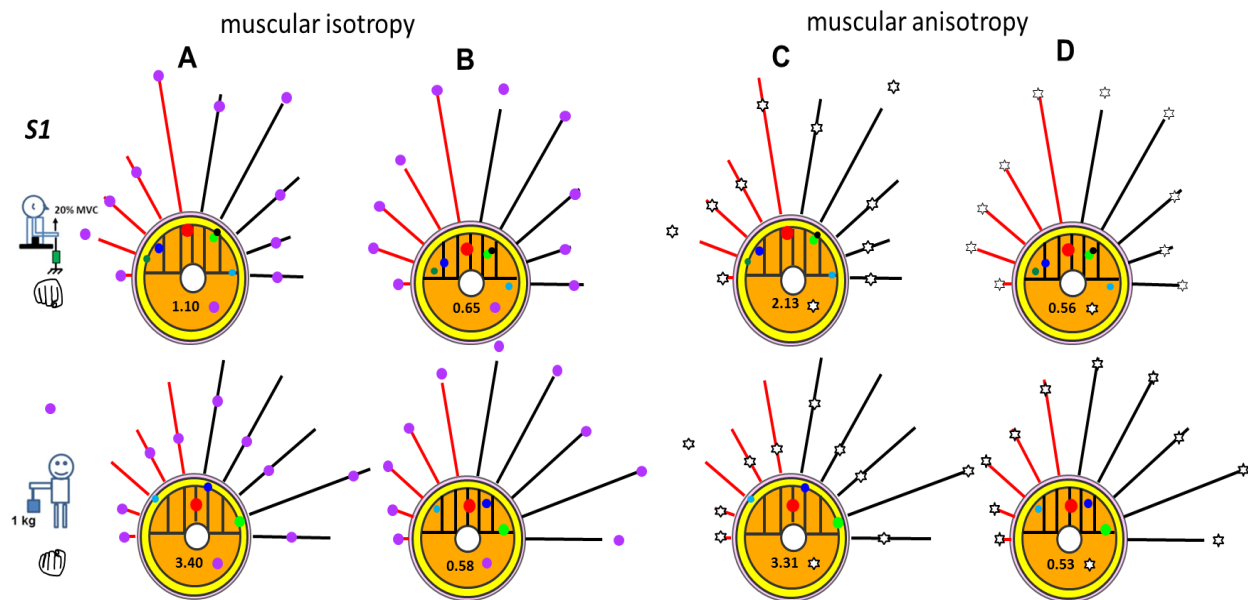 muscular isotropy
muscular anisotropy
A
B
C
D
S1
20% MVC
1.10
0.65
2.13
0.56
1 kg
3.40
0.58
3.31
0.53